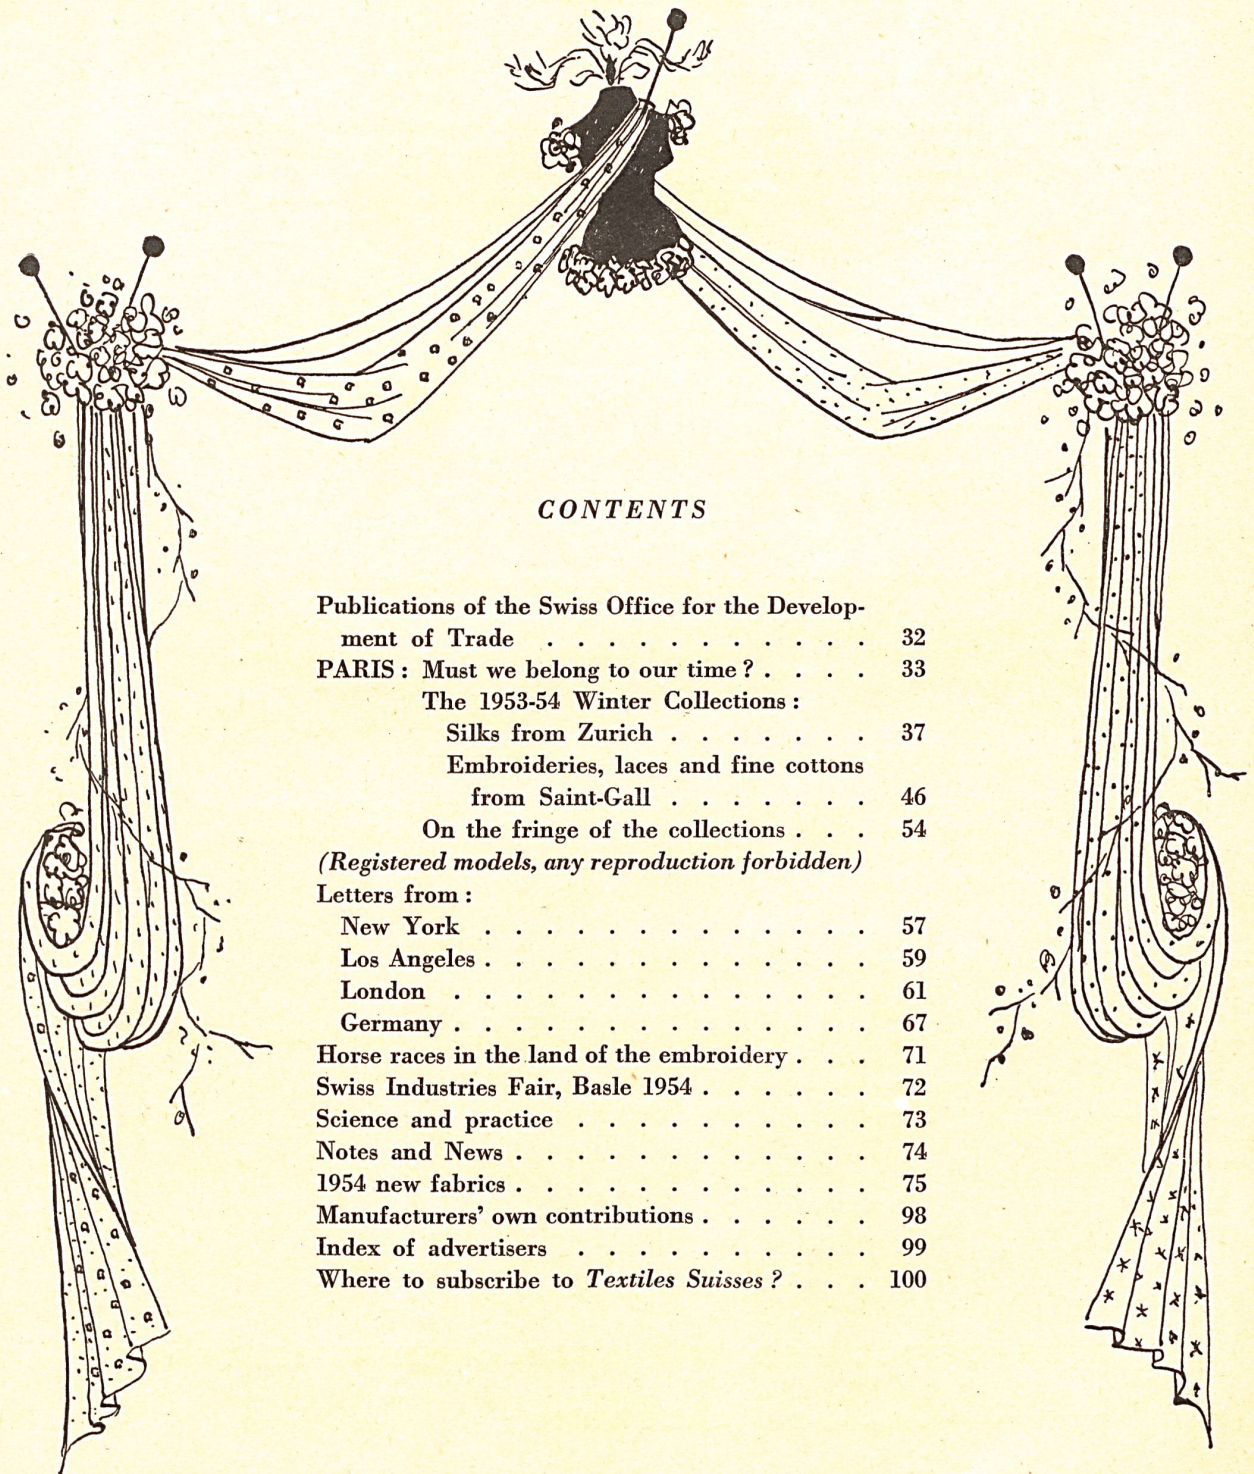 CONTENTS
Publications of the Swiss Office for the Develop-
ment of Trade . . . . . . . . . . . 32
PARIS : Must we belong to our time ? . . . . 33
The 1953-54 Winter Collections :
Silks from Zurich . . . . . . . 37
Embroideries, laces and fine cottons
from Saint-Gall . . . . . . . 46
On the fringe of the collections . . . 54
(Registered models, any reproduction forbidden)
Letters from :
New York . . . . . . . . . . . . . 57
Los Angeles . . . . . . . . . . . . . 59
London . . . . . . . . . . . . . . 61
Germany . . . . . . . . . . . . . . 67
Horse races in the land of the embroidery . . . 71
Swiss Industries Fair, Basle 1954 . . . . . . 72
Science and practice . . . . . . . . . . 73
Notes and News . . . . . . . . . . . . 74
1954 new fabrics . . . . . . . . . . . . 75
Manufacturers’ own contributions . . . . . . 98
Index of advertisers . . . . . . . . . . 99
Where to subscribe to Textiles Suisses ? . . . 100